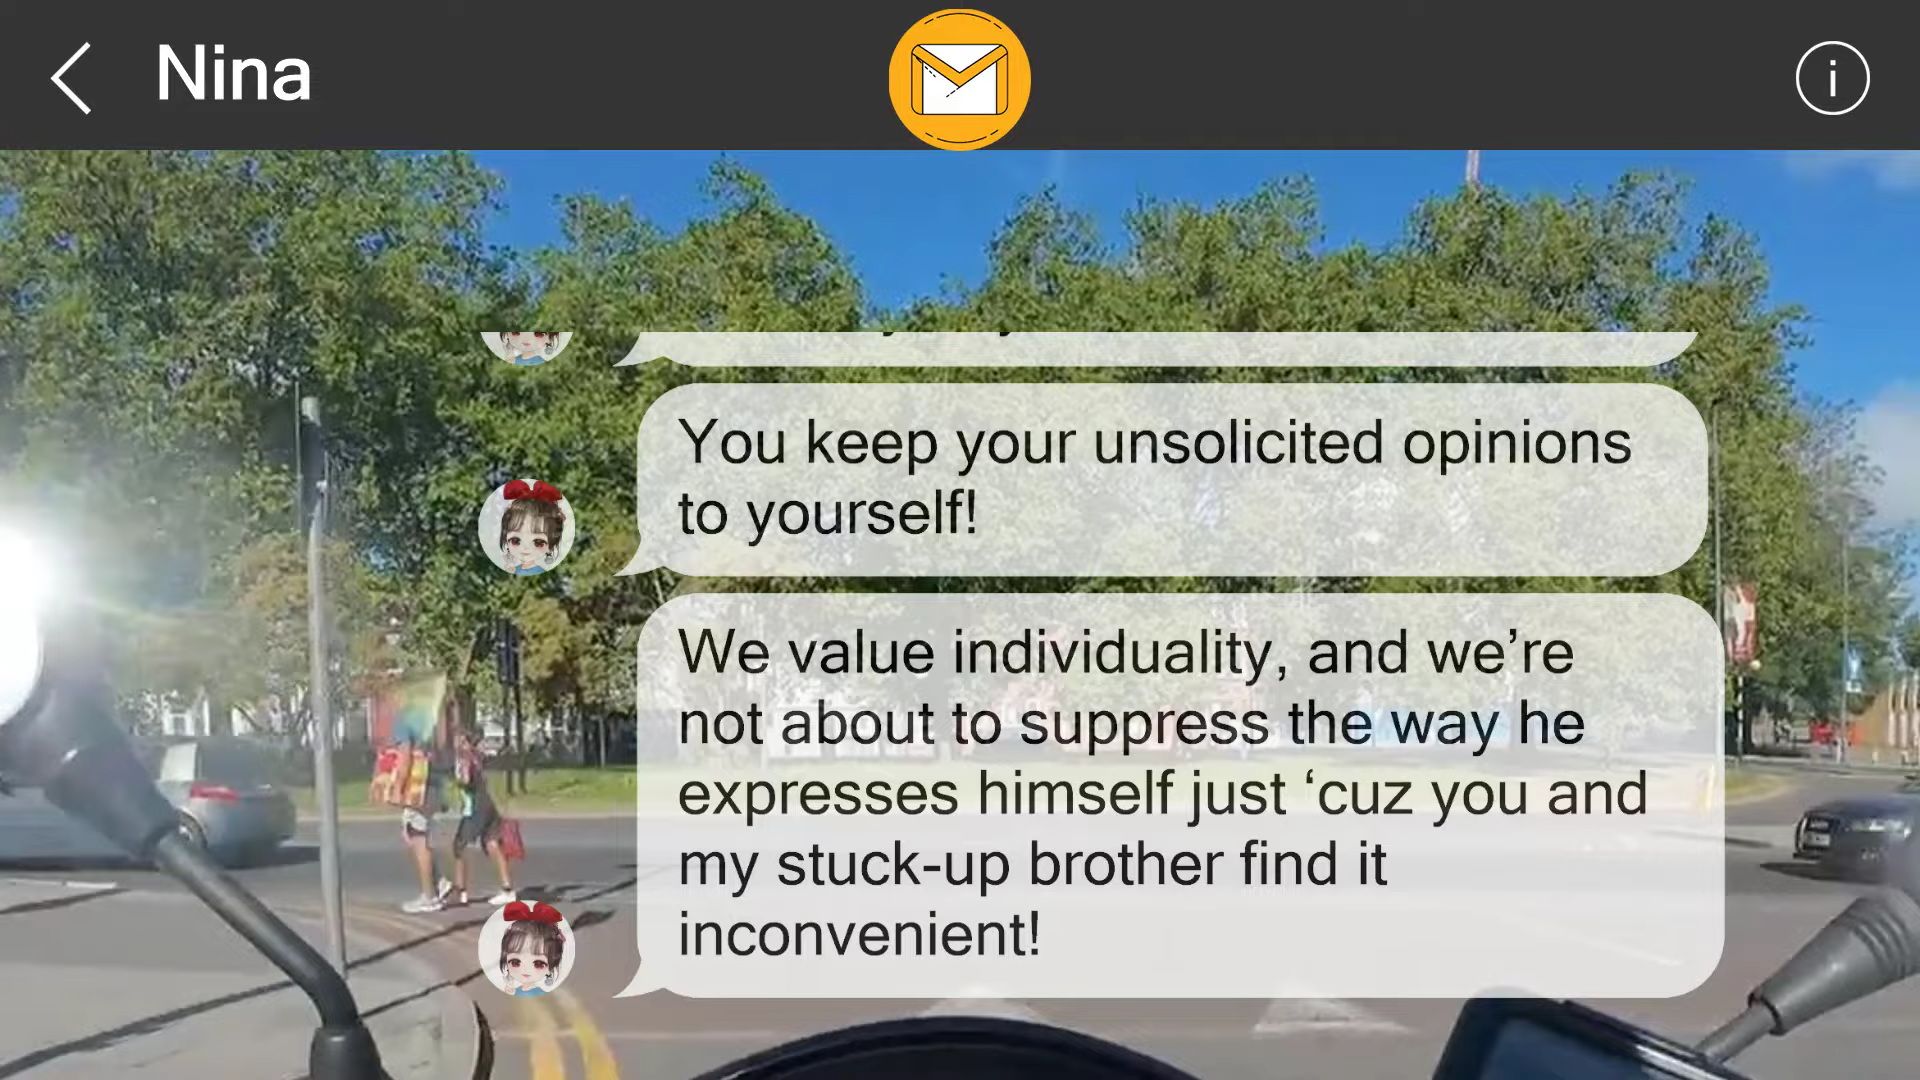 Nina
You keep your unsolicited opinions
to yourself!
We value individuality, and we’re
not about to suppress the way he
expresses himself just ‘cuz you and
my stuck-up brother find it
inconvenient!